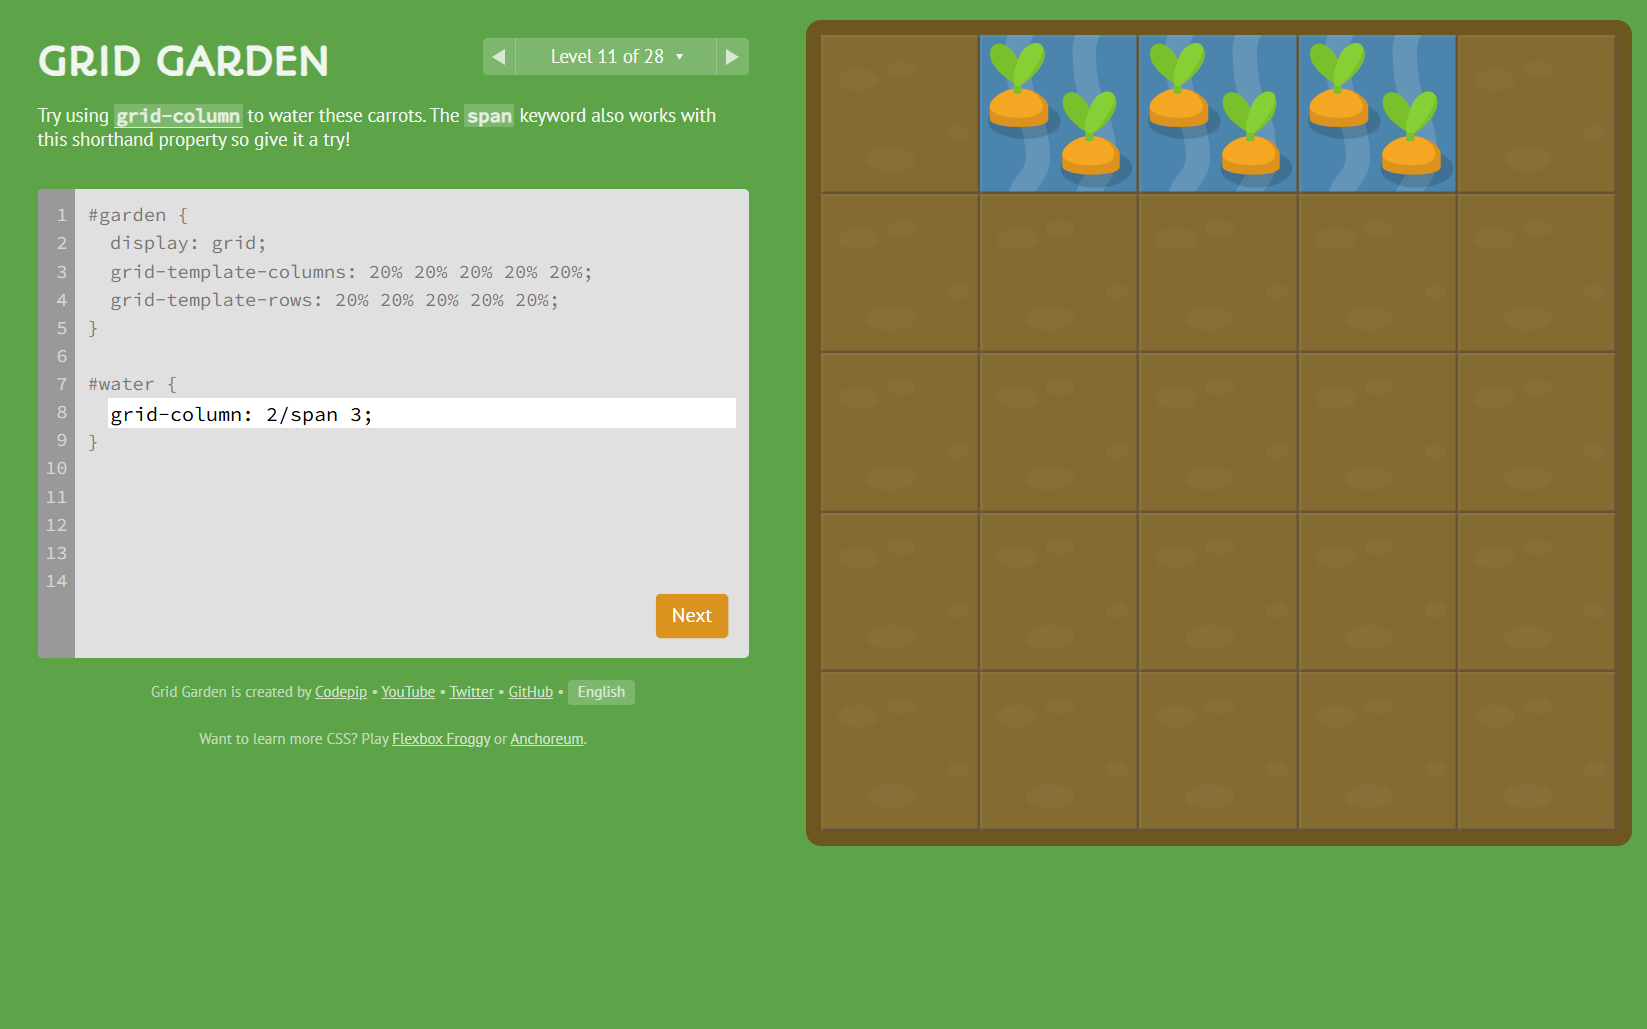 GRID GARDEN
◀ Level 11 of 28 ▼ ▶
Try using grid-column to water these carrots. The span keyword also works with
this shorthand property so give it a try!
1 #garden {
2   display: grid;
3   grid-template-columns: 20% 20% 20% 20% 20%;
4   grid-template-rows: 20% 20% 20% 20% 20%;
5 }
6
7 #water {
8   grid-column: 2/span 3;
9 }
10
11
12
13
14
Next
Grid Garden is created by Codepip • YouTube • Twitter • GitHub • English
Want to learn more CSS? Play Flexbox Froggy or Anchoreum.